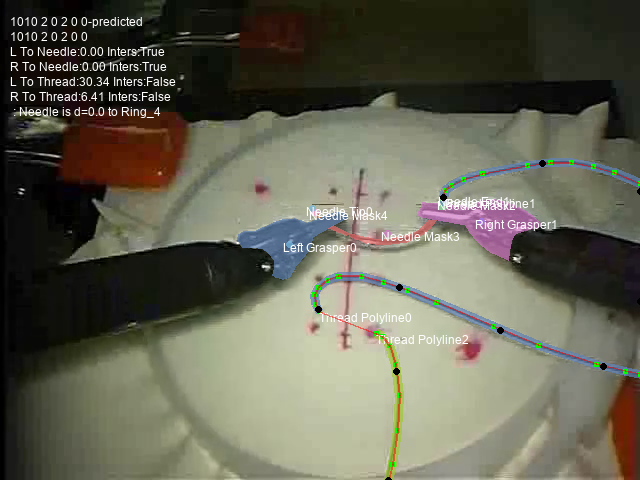 1010 2 0 2 0 0-predicted
1010 2 0 2 0 0
L To Needle:0.00 Inters:True
R To Needle:0.00 Inters:True
L To Thread:30.34 Inters:False
R To Thread:6.41 Inters:False
: Needle is d=0.0 to Ring_4
Needle Tip0
Needle Mask4
Needle Mask2
Needle Mask3
Right Grasper1
Left Grasper0
Thread Polyline0
Thread Polyline2